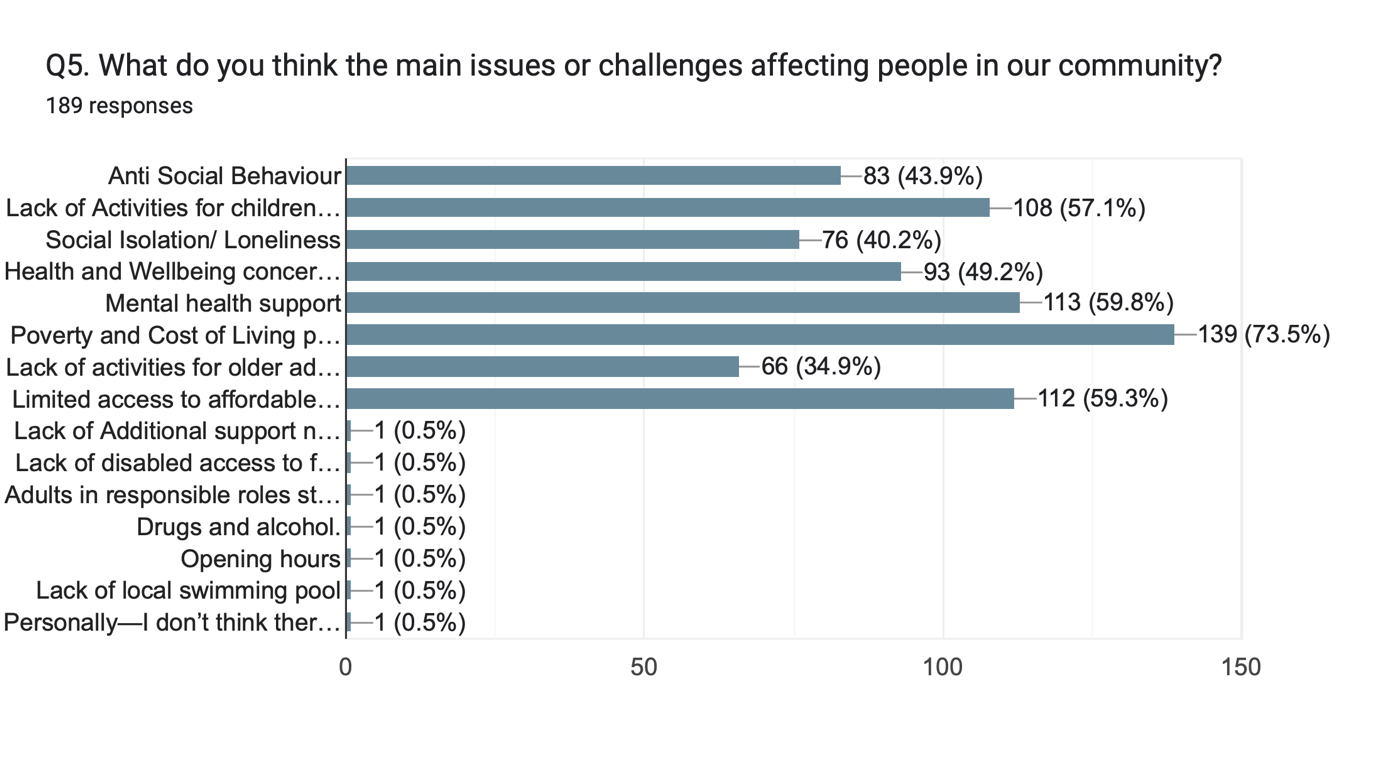 Q5. What do you think the main issues or challenges affecting people in our community?
189 responses
Anti Social Behaviour 83 (43.9%)
Lack of Activities for children… 108 (57.1%)
Social Isolation/ Loneliness 76 (40.2%)
Health and Wellbeing concer… 93 (49.2%)
Mental health support 113 (59.8%)
Poverty and Cost of Living p… 139 (73.5%)
Lack of activities for older ad… 66 (34.9%)
Limited access to affordable… 112 (59.3%)
Lack of Additional support n… 1 (0.5%)
Lack of disabled access to f… 1 (0.5%)
Adults in responsible roles st… 1 (0.5%)
Drugs and alcohol. 1 (0.5%)
Opening hours 1 (0.5%)
Lack of local swimming pool 1 (0.5%)
Personally—I don’t think ther… 1 (0.5%)
0 50 100 150